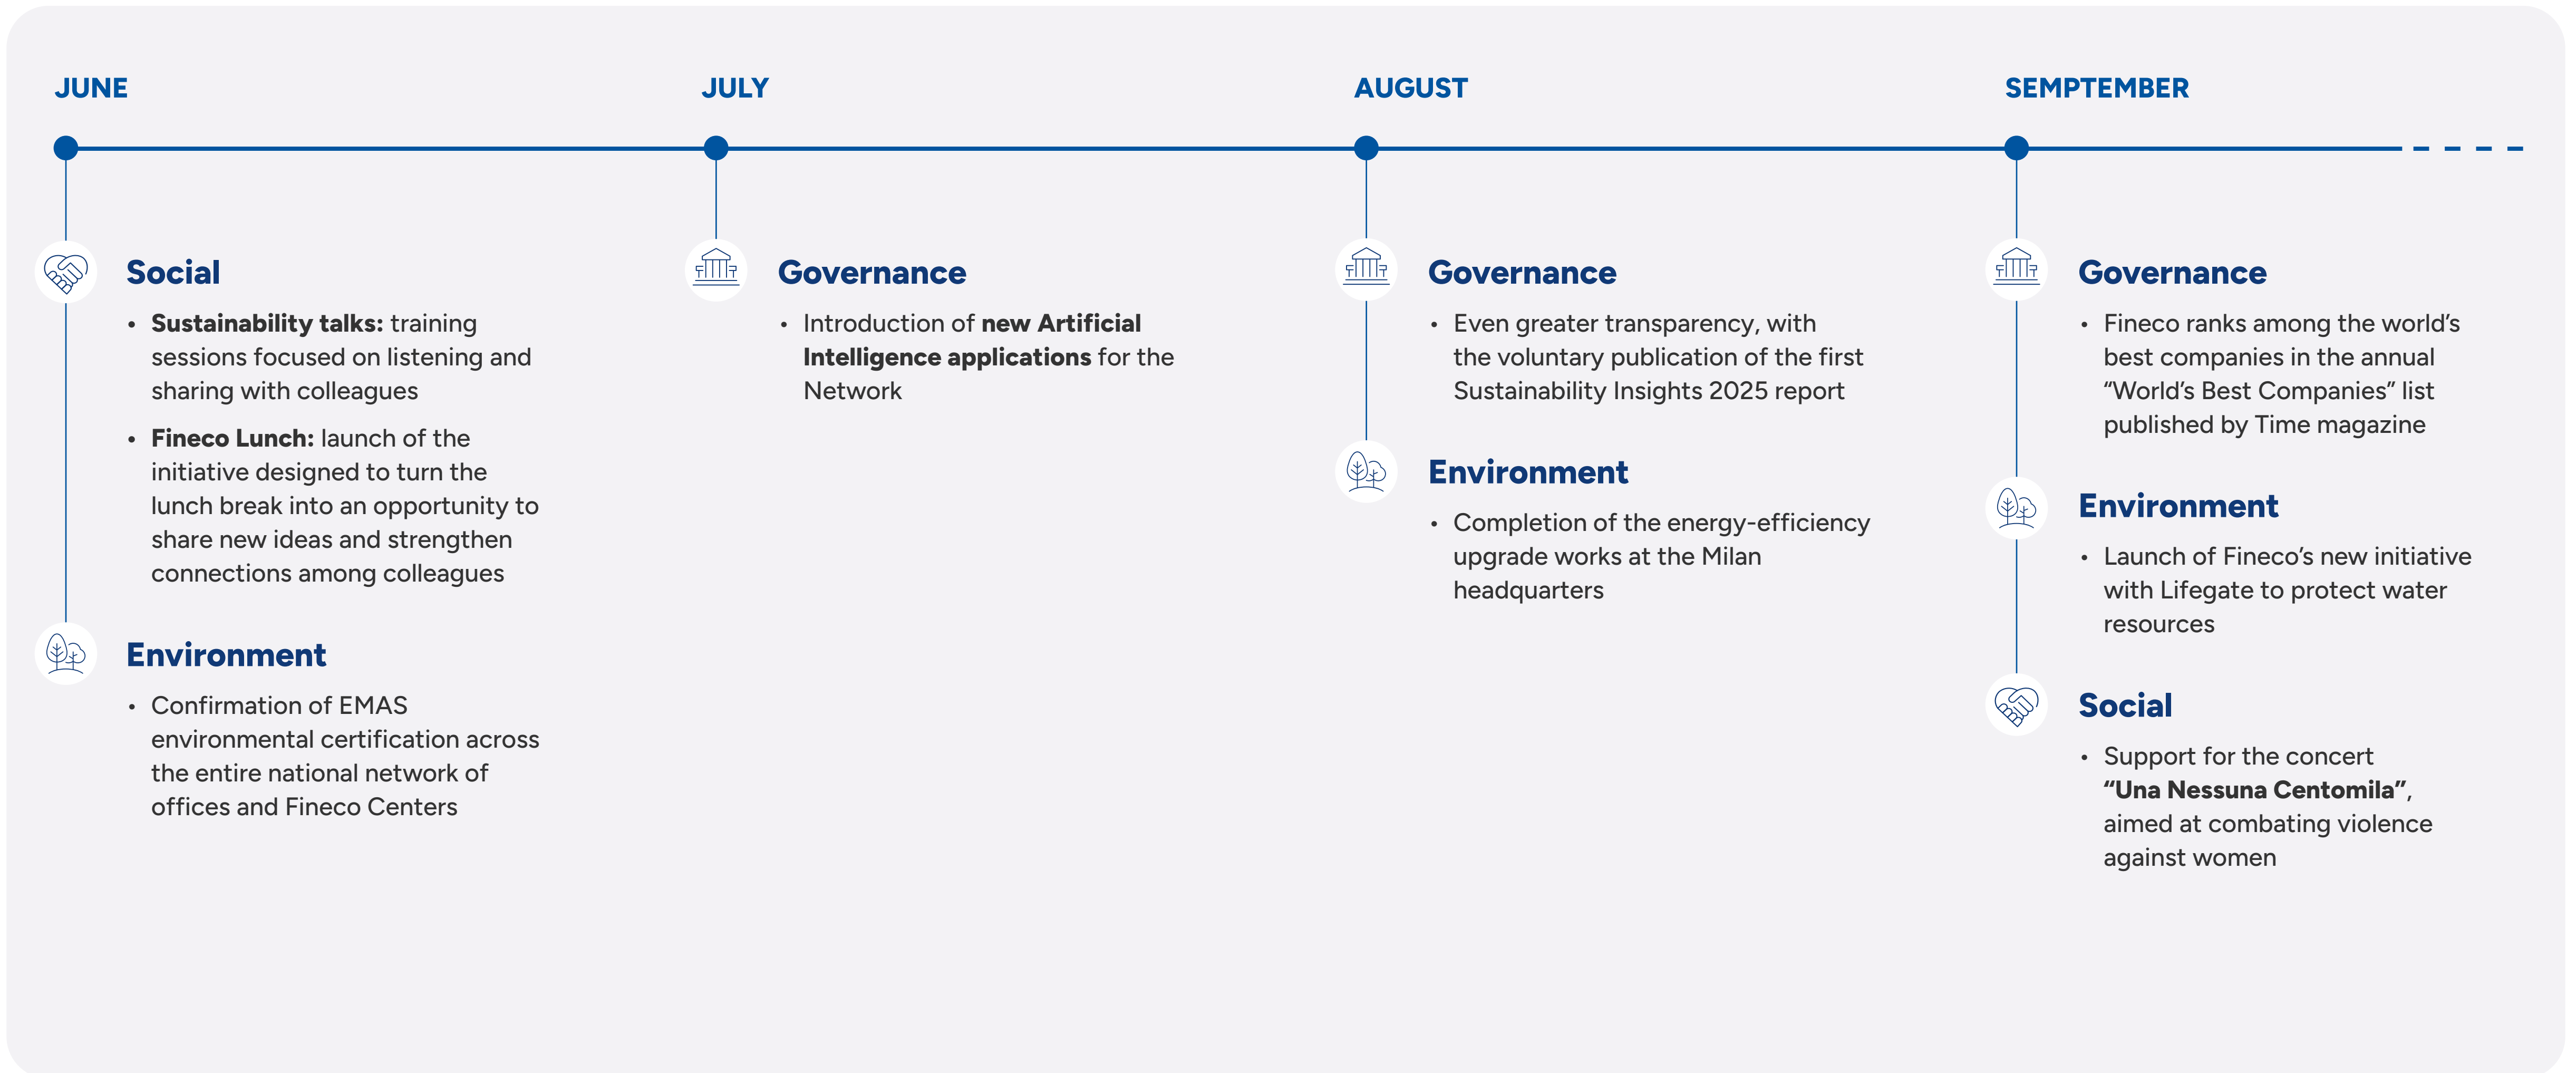 JUNE
JULY
AUGUST
SEMPTEMBER
Social
• Sustainability talks: training
sessions focused on listening and
sharing with colleagues
• Fineco Lunch: launch of the
initiative designed to turn the
lunch break into an opportunity to
share new ideas and strengthen
connections among colleagues
Environment
• Confirmation of EMAS
environmental certification across
the entire national network of
offices and Fineco Centers
Governance
• Introduction of new Artificial
Intelligence applications for the
Network
Governance
• Even greater transparency, with
the voluntary publication of the first
Sustainability Insights 2025 report
Environment
• Completion of the energy-efficiency
upgrade works at the Milan
headquarters
Governance
• Fineco ranks among the world’s
best companies in the annual
“World’s Best Companies” list
published by Time magazine
Environment
• Launch of Fineco’s new initiative
with Lifegate to protect water
resources
Social
• Support for the concert
“Una Nessuna Centomila”,
aimed at combating violence
against women